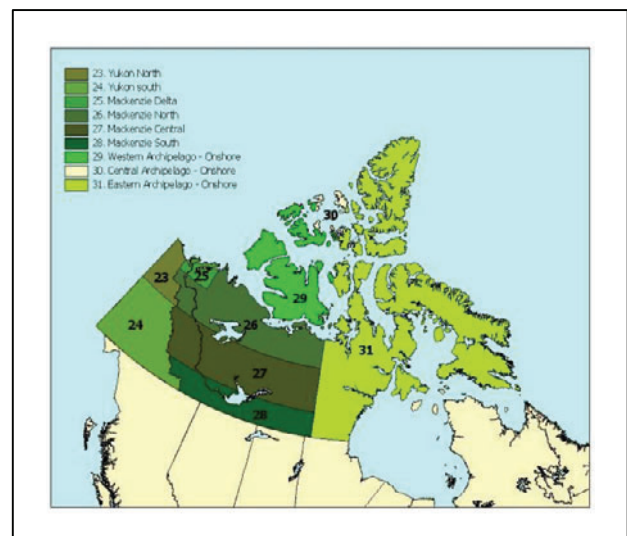 23. Yukon North
24. Yukon south
25. Mackenzie Delta
26. Mackenzie North
27. Mackenzie Central
28. Mackenzie South
29. Western Archipelago - Onshore
30. Central Archipelago - Onshore
31. Eastern Archipelago - Onshore
30
23
25
29
24
26
31
27
28